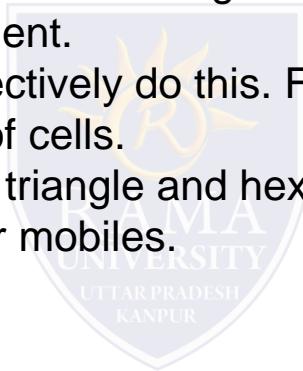 ent.
ectively do this. F
of cells.
triangle and hex
r mobiles.
RAMA
UNIVERSITY
UTTAR PRADESH
KANPUR